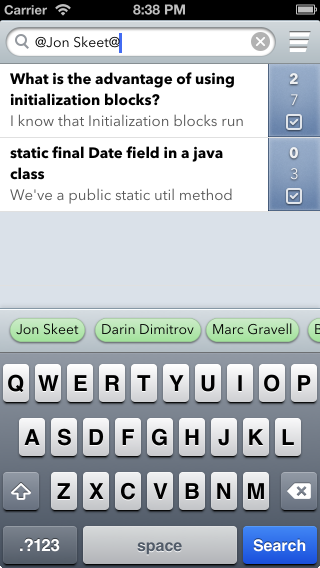 Carrier 8:38 PM
@Jon Skeet@
What is the advantage of using
initialization blocks?
I know that Initialization blocks run
2
7
static final Date field in a java
class
We've a public static util method
0
3
Jon Skeet Darin Dimitrov Marc Gravell B
Q W E R T Y U I O P
A S D F G H J K L
Z X C V B N M
.?123 space Search